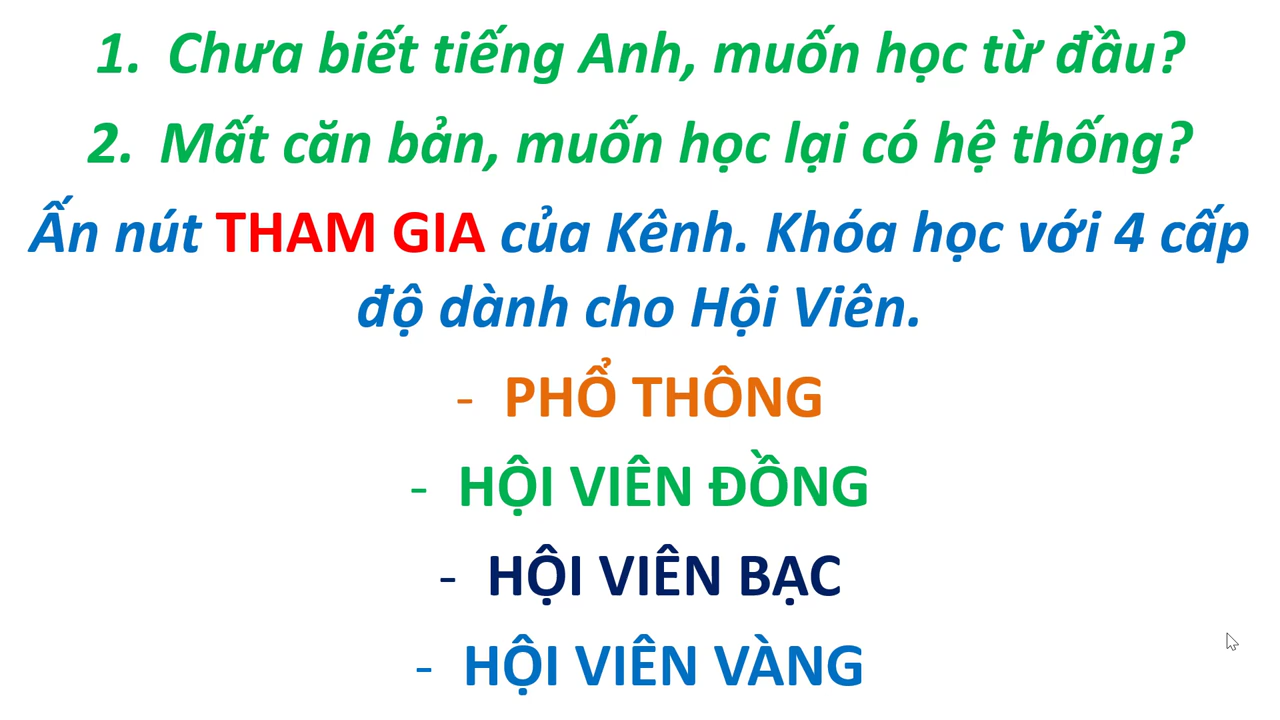 1. Chưa biết tiếng Anh, muốn học từ đầu?
2. Mất căn bản, muốn học lại có hệ thống?
Ấn nút THAM GIA của Kênh. Khóa học với 4 cấp
độ dành cho Hội Viên.
- PHỔ THÔNG
- HỘI VIÊN ĐỒNG
- HỘI VIÊN BẠC
- HỘI VIÊN VÀNG